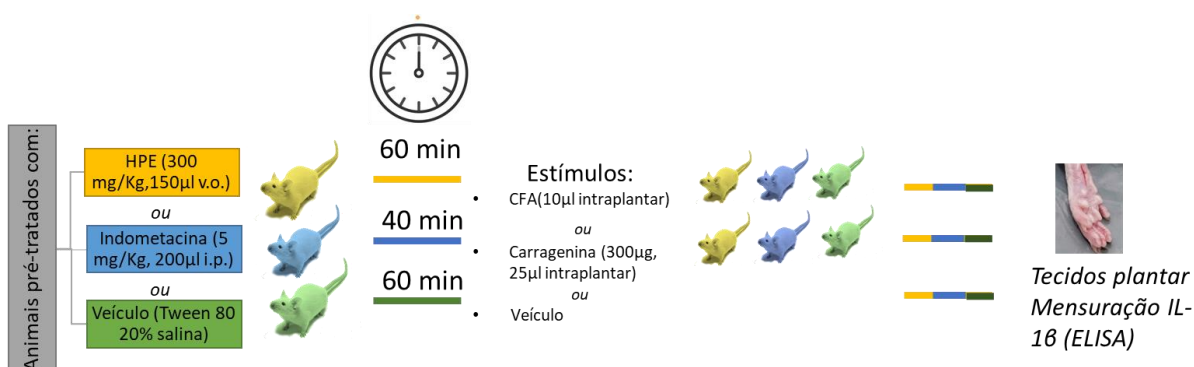 Animais pré-tratados com:
HPE (300
mg/Kg,150µl v.o.)
ou
Indometacina (5
mg/Kg, 200µl i.p.)
ou
Veículo (Tween 80
20% salina)
60 min
40 min
60 min
Estímulos:
• CFA(10µl intraplantar)
ou
• Carragenina (300µg,
25µl intraplantar)
ou
• Veículo
Tecidos plantar
Mensuração IL-
1β (ELISA)